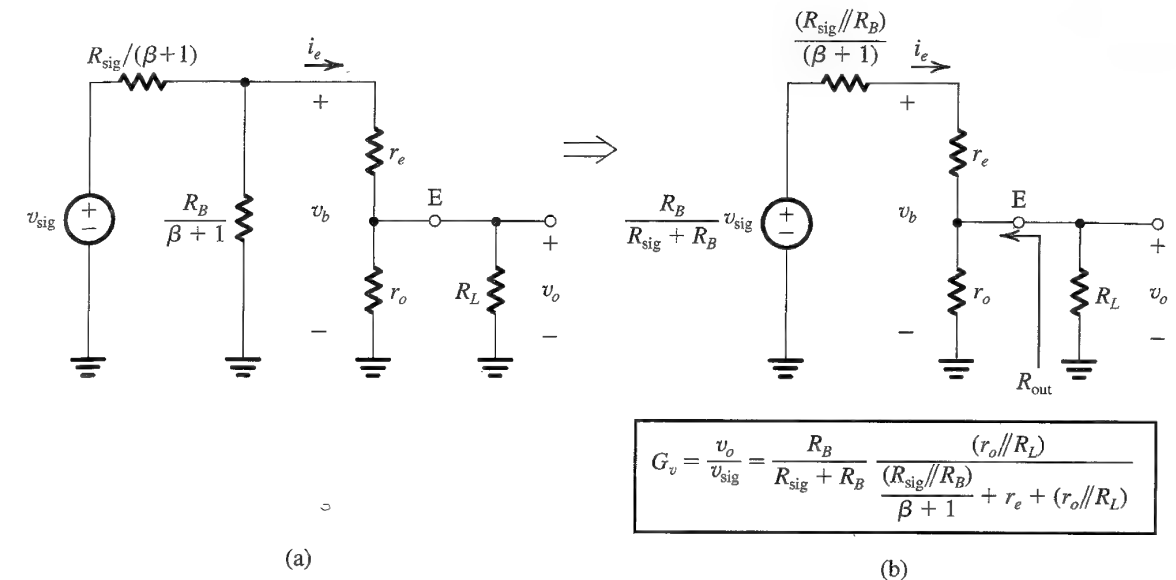 R_sig/(β+1)
i_e
+
r_e
v_sig
+
−
R_B
β + 1
v_b
E
+
r_o
R_L
v_o
−
−
(a)
⇒
(R_sig//R_B)
(β + 1)
i_e
+
r_e
R_B
R_sig + R_B
v_sig
+
−
v_b
E
+
r_o
R_L
v_o
−
−
R_out
G_v = v_o/v_sig = R_B/(R_sig + R_B) (r_o//R_L)/((R_sig//R_B)/(β + 1) + r_e + (r_o//R_L))
(b)